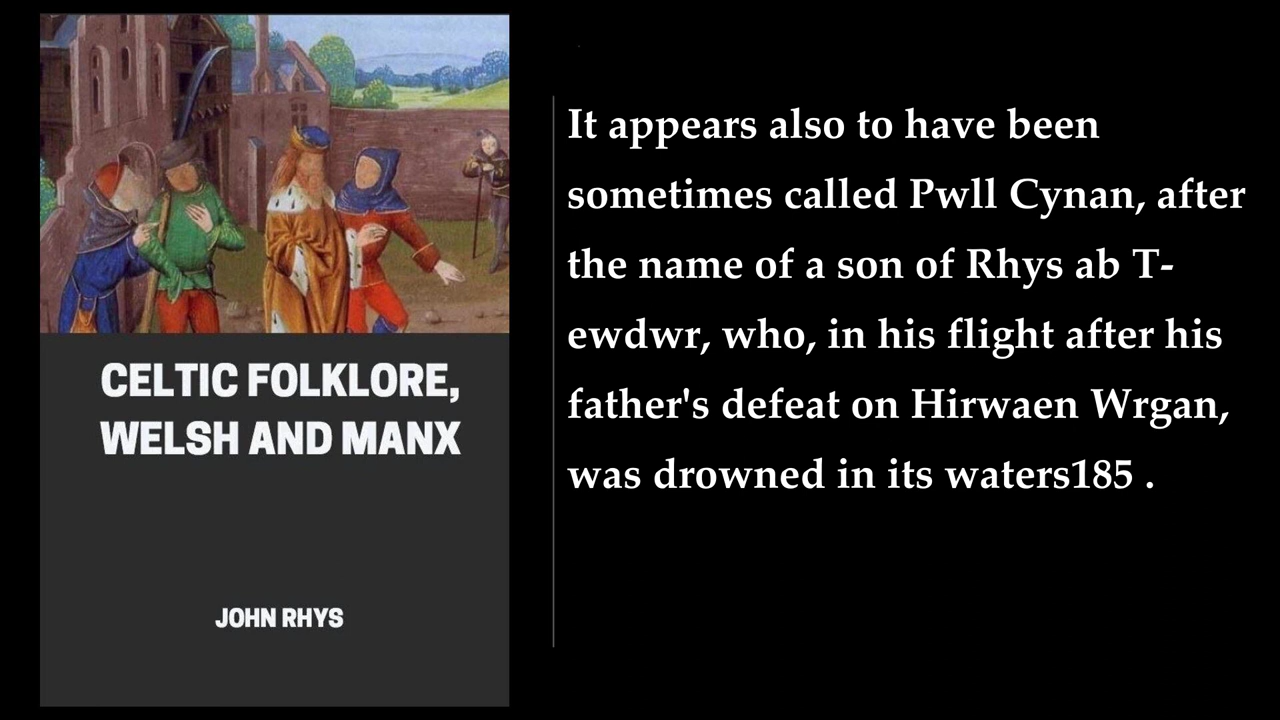 CELTIC FOLKLORE,
WELSH AND MANX
JOHN RHYS
It appears also to have been
sometimes called Pwll Cynan, after
the name of a son of Rhys ab T-
ewdwr, who, in his flight after his
father's defeat on Hirwaen Wrgan,
was drowned in its waters185 .